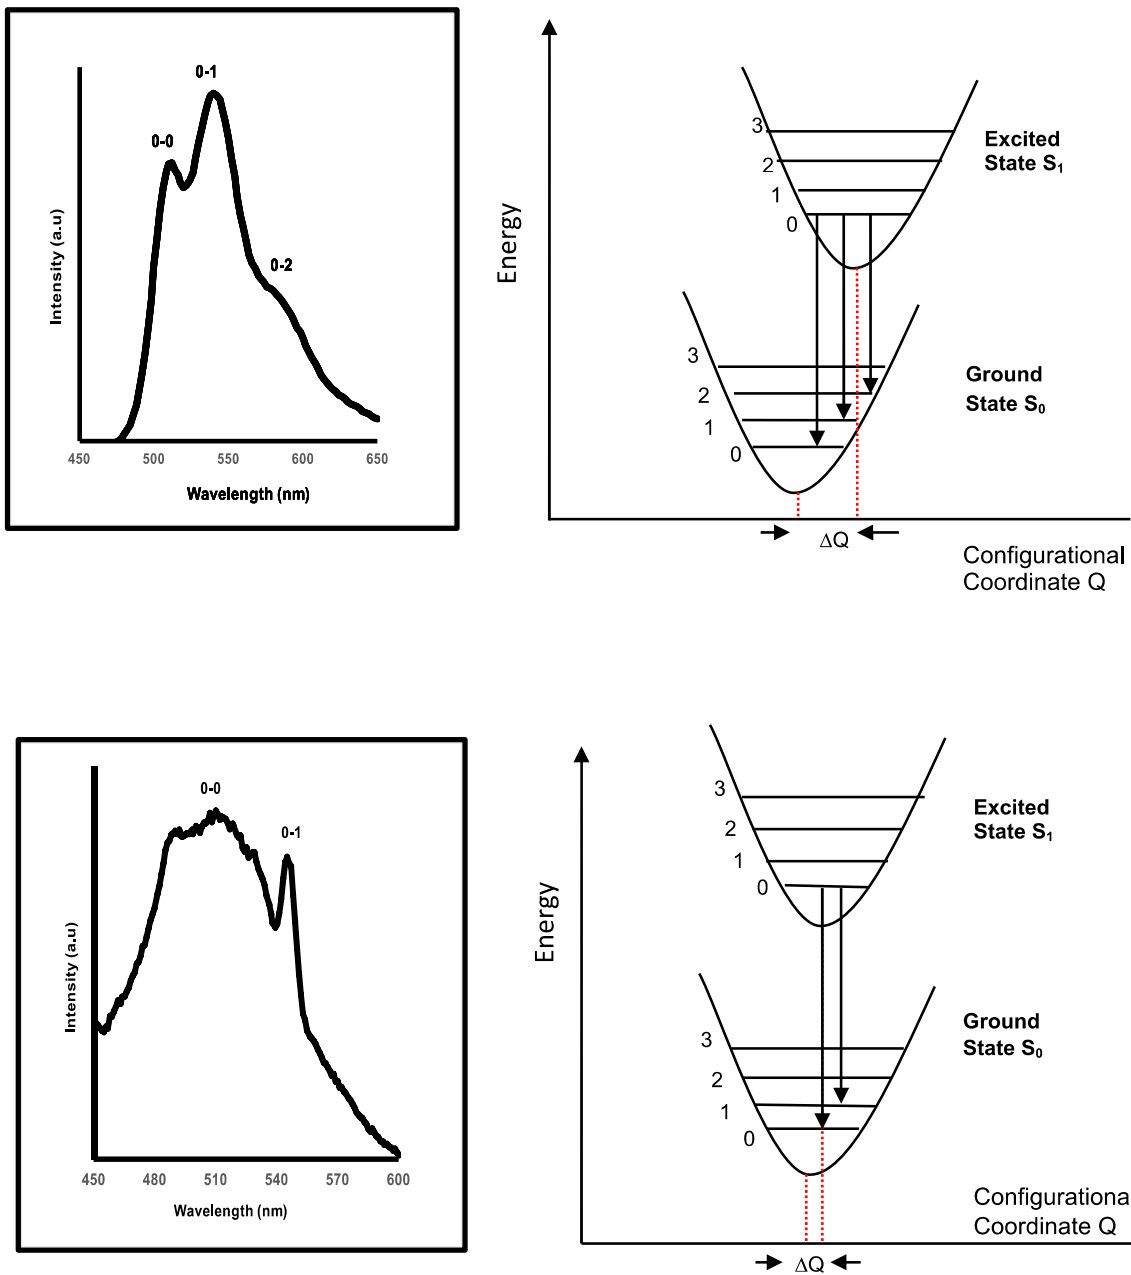 0-1
0-0
0-2
Intensity (a.u)
450 500 550 600 650
Wavelength (nm)
Energy
3
2
1
0
Excited
State S₁
3
2
1
0
Ground
State S₀
ΔQ
Configurational
Coordinate Q
0-0
0-1
Intensity (a.u)
450 480 510 540 570 600
Wavelength (nm)
Energy
3
2
1
0
Excited
State S₁
3
2
1
0
Ground
State S₀
ΔQ
Configurationa
Coordinate Q